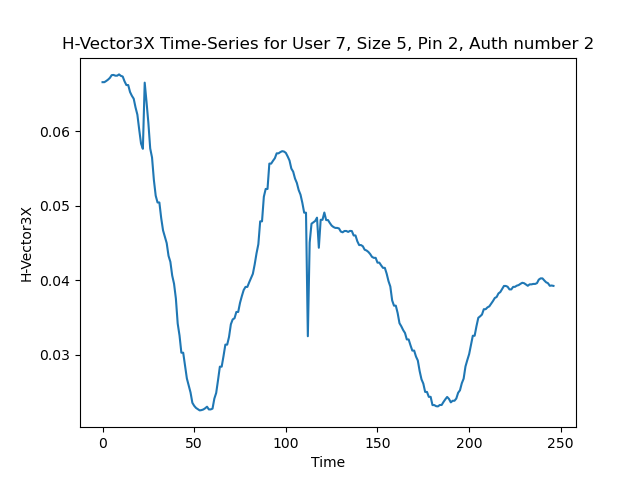 H-Vector3X Time-Series for User 7, Size 5, Pin 2, Auth number 2
H-Vector3X
0.06
0.05
0.04
0.03
0 50 100 150 200 250
Time